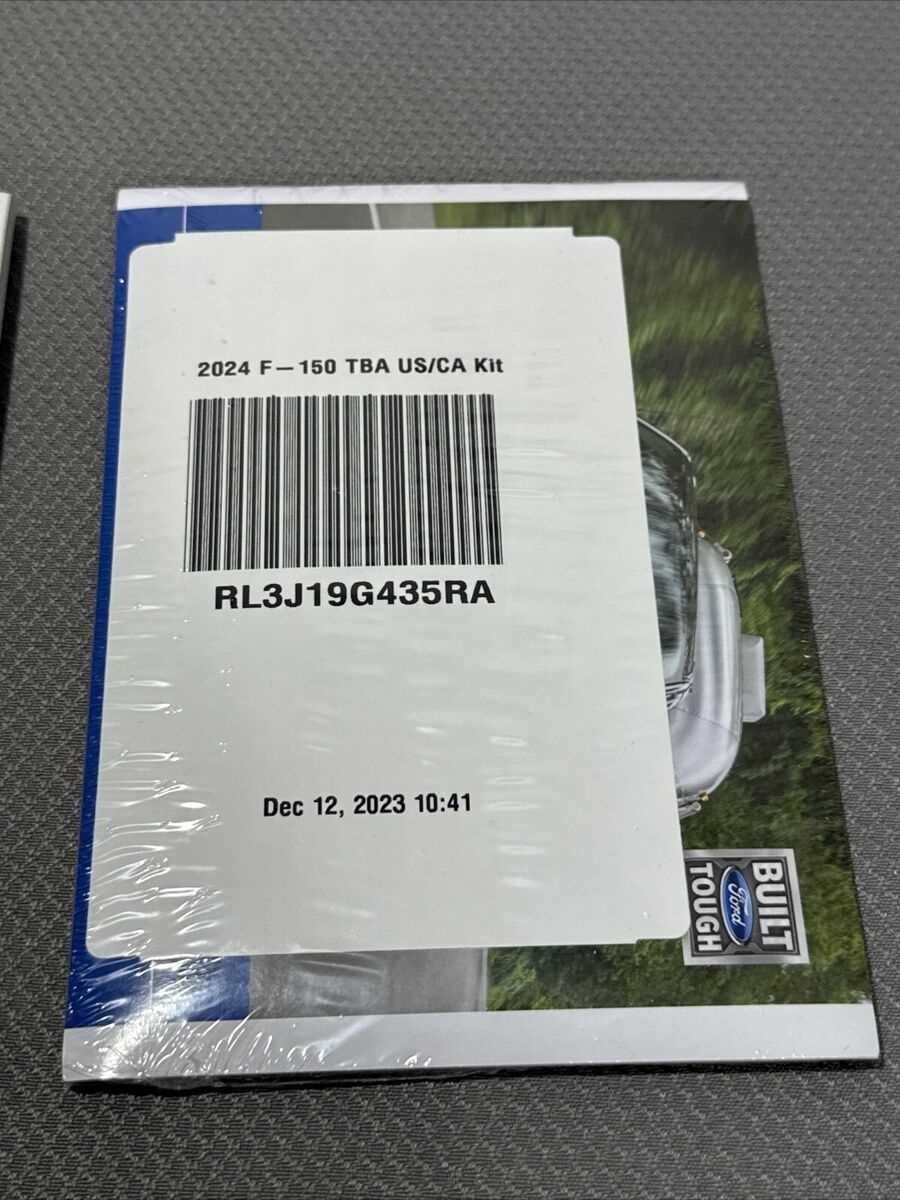 2024 F-150 TBA US/CA Kit
RL3J19G435RA
Dec 12, 2023 10:41
BUILT
Ford
TOUGH